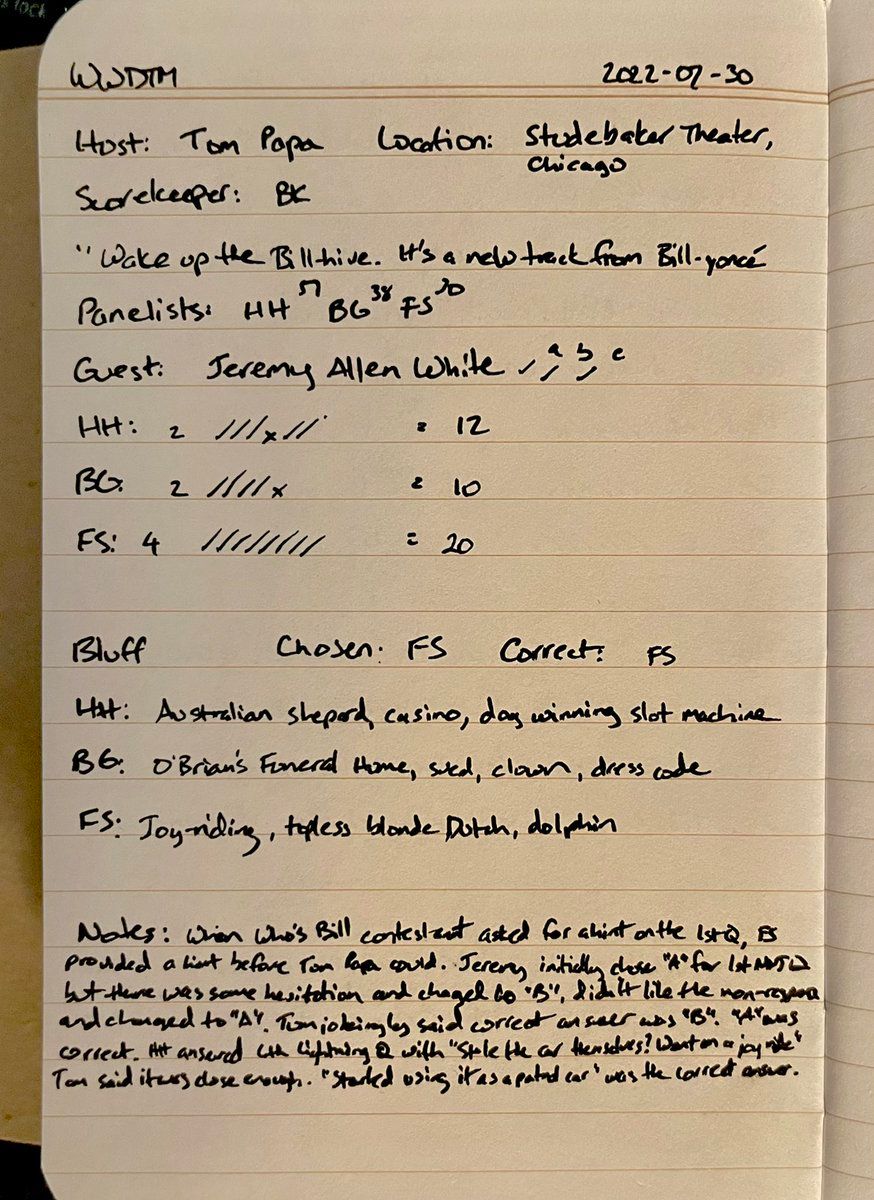 WWDTM 2022-07-30
Host: Tom Papa Location: Studebaker Theater,
Chicago
Scorekeeper: BK
"Wake up the Billhive. It's a new track from Bill-yoncé
Panelists: HH 57 BG 38 FS 20
Guest: Jeremy Allen White a b c
HH: 2 ///x// = 12
BG: 2 ////x = 10
FS: 4 //////// = 20
Bluff Chosen: FS Correct: FS
HH: Australian sheperd, casino, dog winning slot machine
BG: O'Brian's Funeral Home, clown, dress code
FS: Joy-riding, topless blonde Dutch, dolphin
Notes: When Who's Bill contestant asked for a hint on the 1st Q, FS
provided a hint before Tom Papa could. Jeremy initially chose "A" for 1st NMJ Q
but there was some hesitation and changed to "B", didn't like the non-response
and changed to "A". Tom jokingly said correct answer was "B". "A" was
correct. HH answered Lightning Q with "Stole the car themselves? Went on a joy ride"
Tom said it was close enough. "Started using it as a patrol car" was the correct answer.